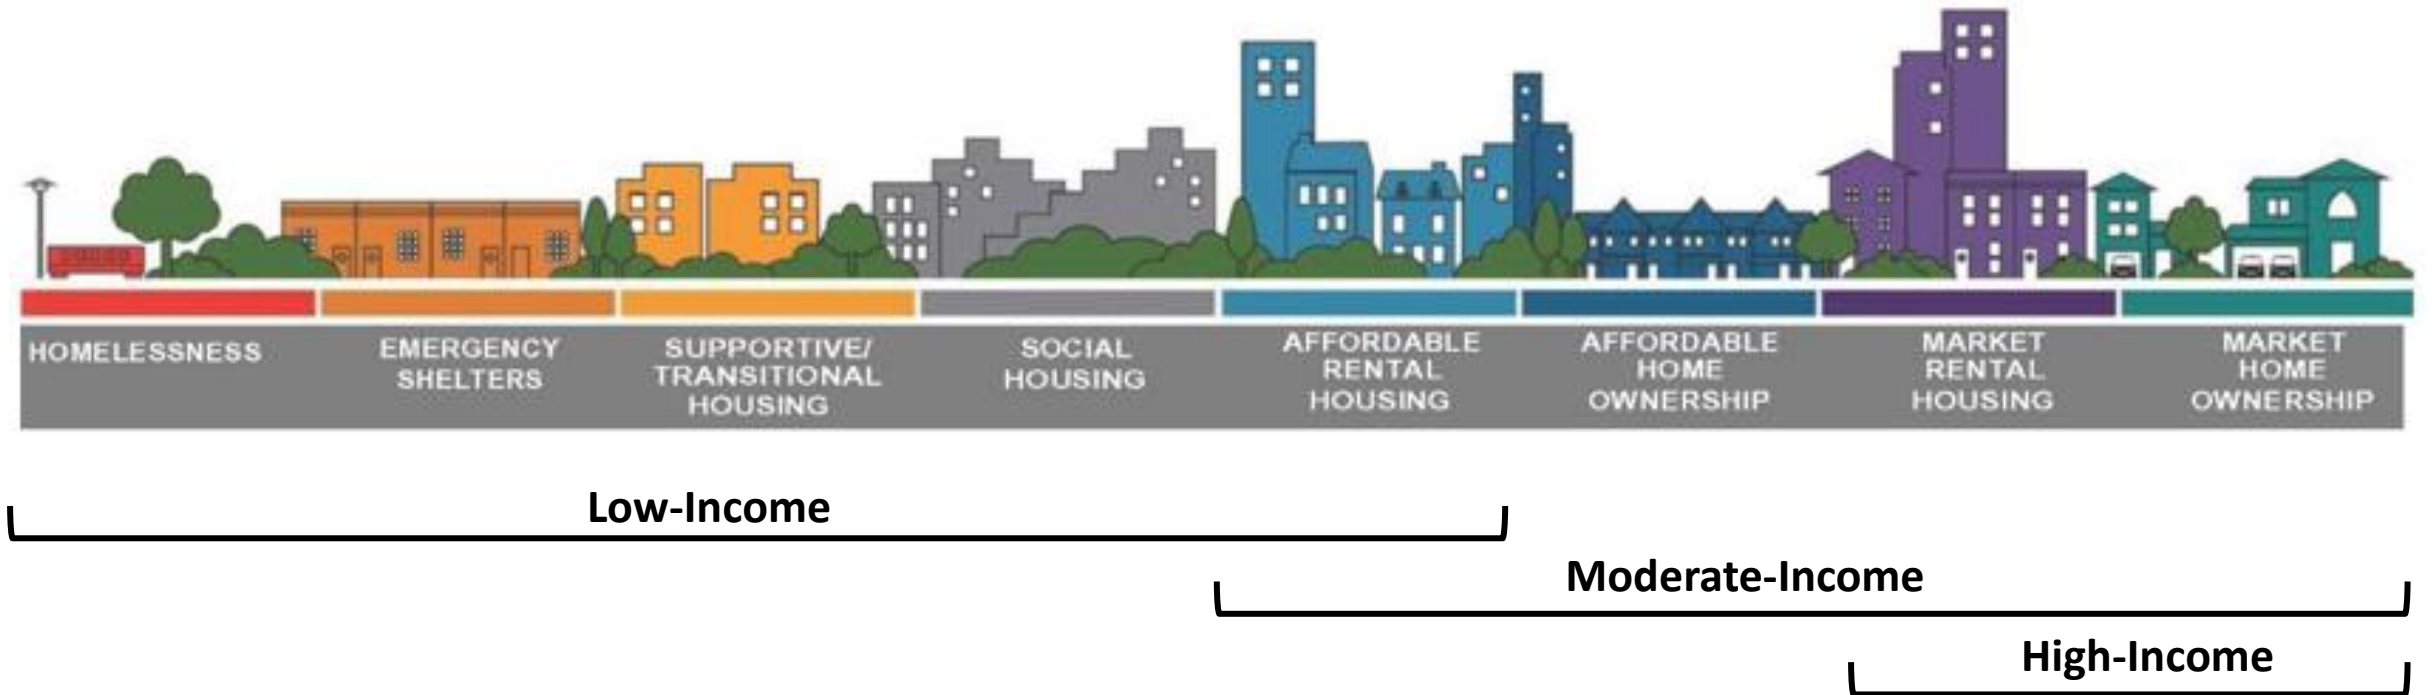 HOMELESSNESS
EMERGENCY
SHELTERS
SUPPORTIVE/
TRANSITIONAL
HOUSING
SOCIAL
HOUSING
AFFORDABLE
RENTAL
HOUSING
AFFORDABLE
HOME
OWNERSHIP
MARKET
RENTAL
HOUSING
MARKET
HOME
OWNERSHIP
Low-Income
Moderate-Income
High-Income